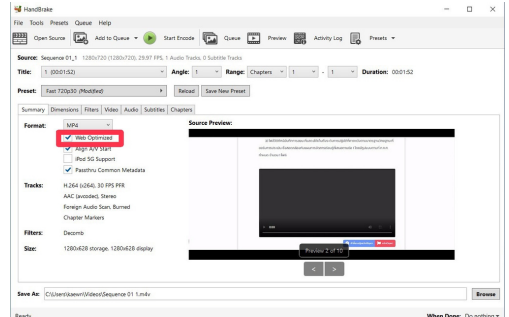 HandBrake
File Tools Presets Queue Help
Open Source Add to Queue Start Encode Queue Preview Activity Log Presets
Source: Sequence 01_1 1280x720 (1280x720), 29.97 FPS, 1 Audio Tracks, 0 Subtitle Tracks
Title: 1 (00:01:52) Angle: 1 Range: Chapters 1 - 1 Duration: 00:01:52
Preset: Fast 720p30 (Modified) Reload Save New Preset
Summary Dimensions Filters Video Audio Subtitles Chapters
Format: MP4 Source Preview:
Web Optimized
Align A/V Start
iPod 5G Support
Passthru Common Metadata
Tracks: H.264 (x264), 30 FPS PFR
AAC (avcodec), Stereo
Foreign Audio Scan, Burned
Chapter Markers
Filters: Decomb
Size: 1280x628 storage, 1280x628 display
Preview 2 of 10
< >
Save As: C:\Users\kaewn\Videos\Sequence 01 1.m4v Browse
Ready When Done: Do nothing